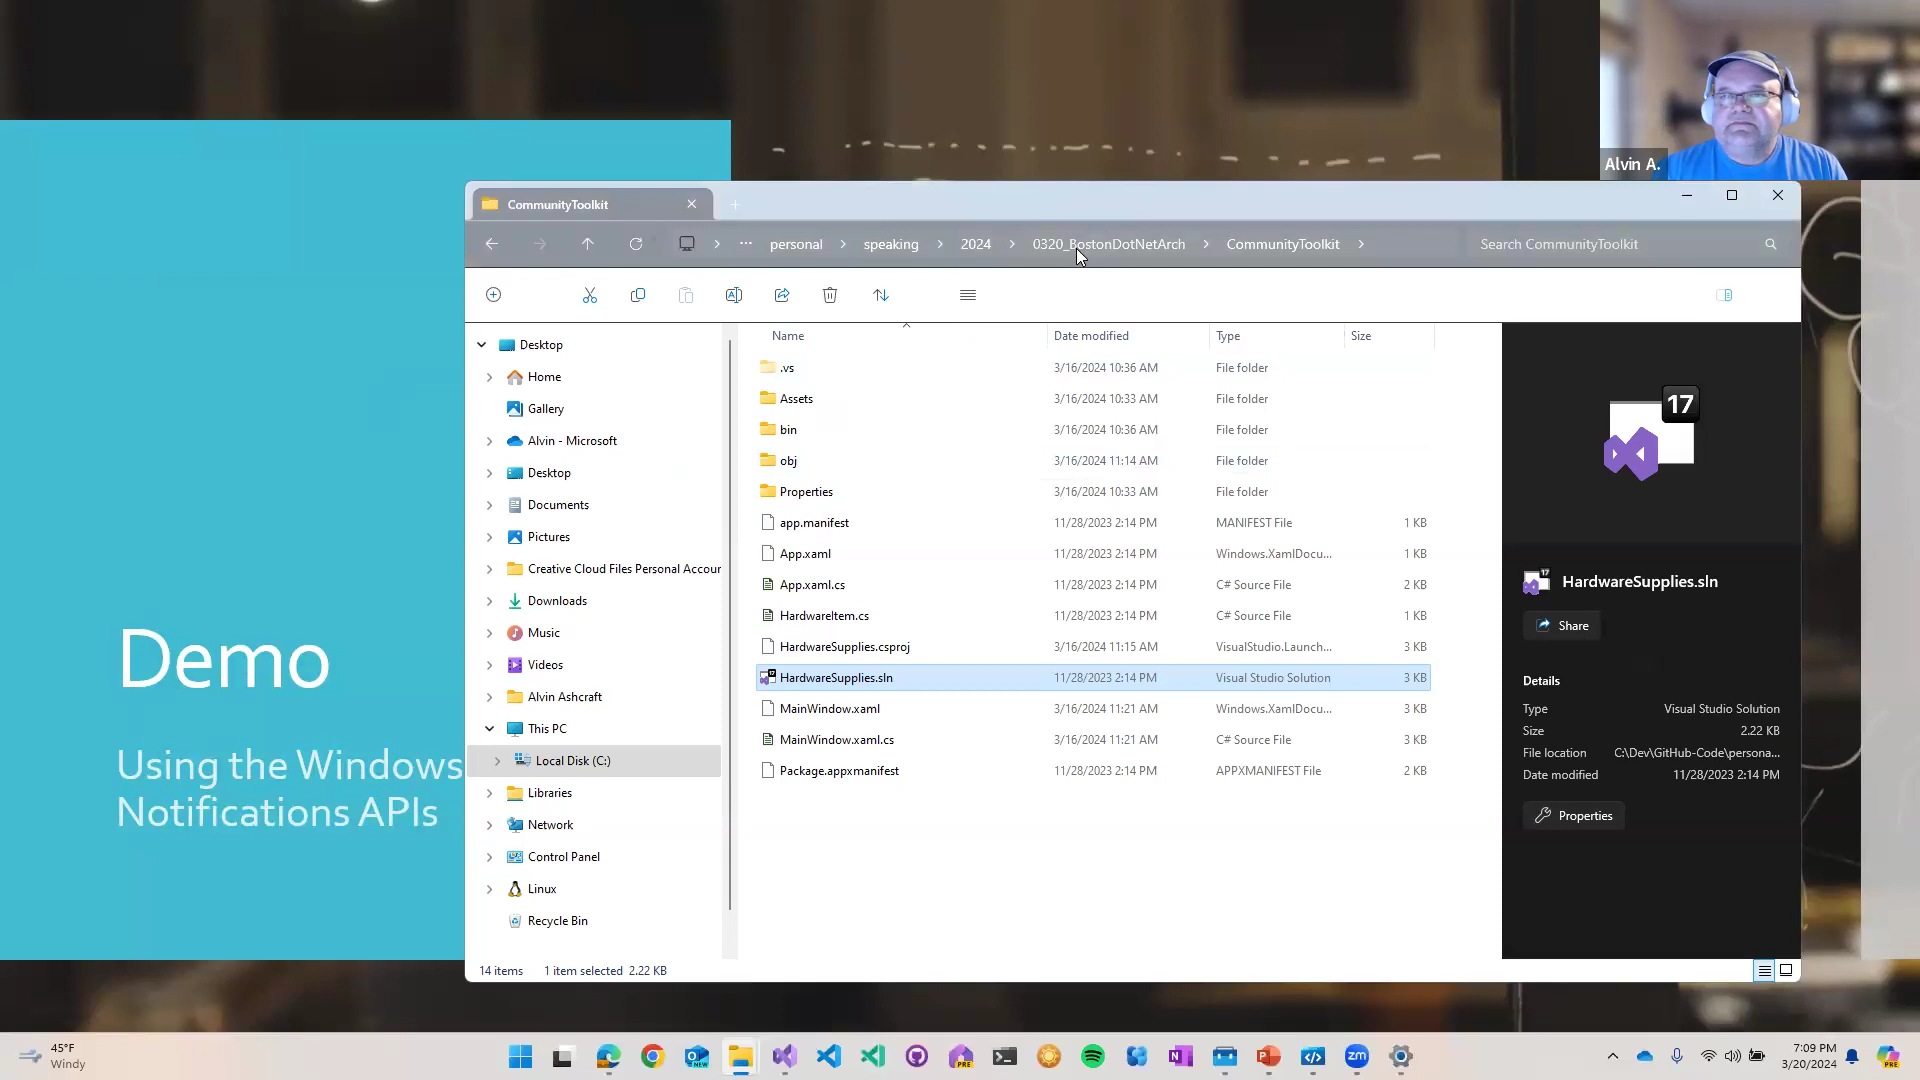 Alvin A.
CommunityToolkit
personal
speaking
2024
0320_BostonDotNetArch
CommunityToolkit
Search CommunityToolkit
Name
Date modified
Type
Size
Desktop
Home
Gallery
Alvin - Microsoft
Desktop
Documents
Pictures
Creative Cloud Files Personal Accour
Downloads
Music
Videos
Alvin Ashcraft
This PC
Local Disk (C:)
Libraries
Network
Control Panel
Linux
Recycle Bin
.vs 3/16/2024 10:36 AM File folder
Assets 3/16/2024 10:33 AM File folder
bin 3/16/2024 10:36 AM File folder
obj 3/16/2024 11:14 AM File folder
Properties 3/16/2024 10:33 AM File folder
app.manifest 11/28/2023 2:14 PM MANIFEST File 1 KB
App.xaml 11/28/2023 2:14 PM Windows.XamlDocu... 1 KB
App.xaml.cs 11/28/2023 2:14 PM C# Source File 2 KB
HardwareItem.cs 11/28/2023 2:14 PM C# Source File 1 KB
HardwareSupplies.csproj 3/16/2024 11:15 AM VisualStudio.Launch... 3 KB
HardwareSupplies.sln 11/28/2023 2:14 PM Visual Studio Solution 3 KB
MainWindow.xaml 3/16/2024 11:21 AM Windows.XamlDocu... 3 KB
MainWindow.xaml.cs 3/16/2024 11:21 AM C# Source File 3 KB
Package.appxmanifest 11/28/2023 2:14 PM APPXMANIFEST File 2 KB
17
HardwareSupplies.sln
Share
Details
Type Visual Studio Solution
Size 2.22 KB
File location C:\Dev\GitHub-Code\persona...
Date modified 11/28/2023 2:14 PM
Properties
14 items 1 item selected 2.22 KB
Demo
Using the Windows
Notifications APIs
45°F
Windy
NEW
PRE
zm
7:09 PM
3/20/2024
PRE